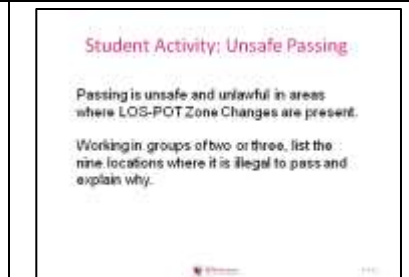 Student Activity: Unsafe Passing
Passing is unsafe and unlawful in areas
where LOS-POT Zone Changes are present.
Working in groups of two or three, list the
nine locations where it is illegal to pass and
explain why.